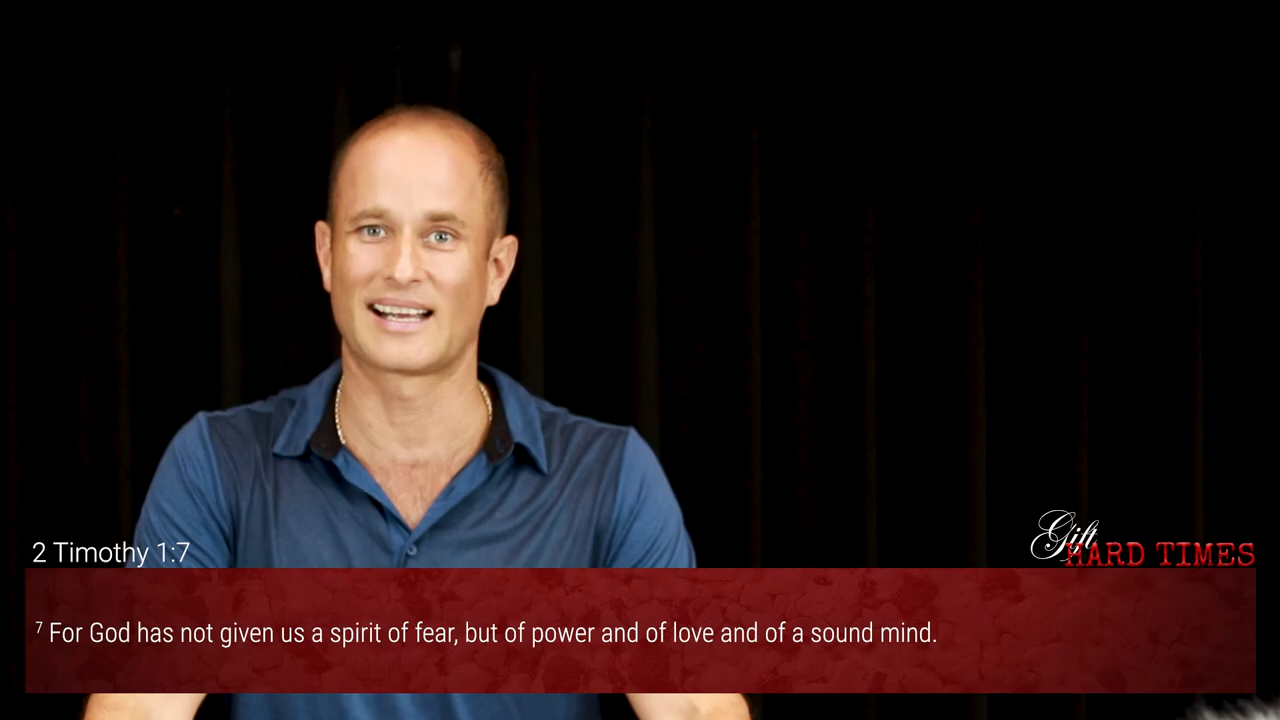 Gift
HARD TIMES
2 Timothy 1:7
⁷ For God has not given us a spirit of fear, but of power and of love and of a sound mind.